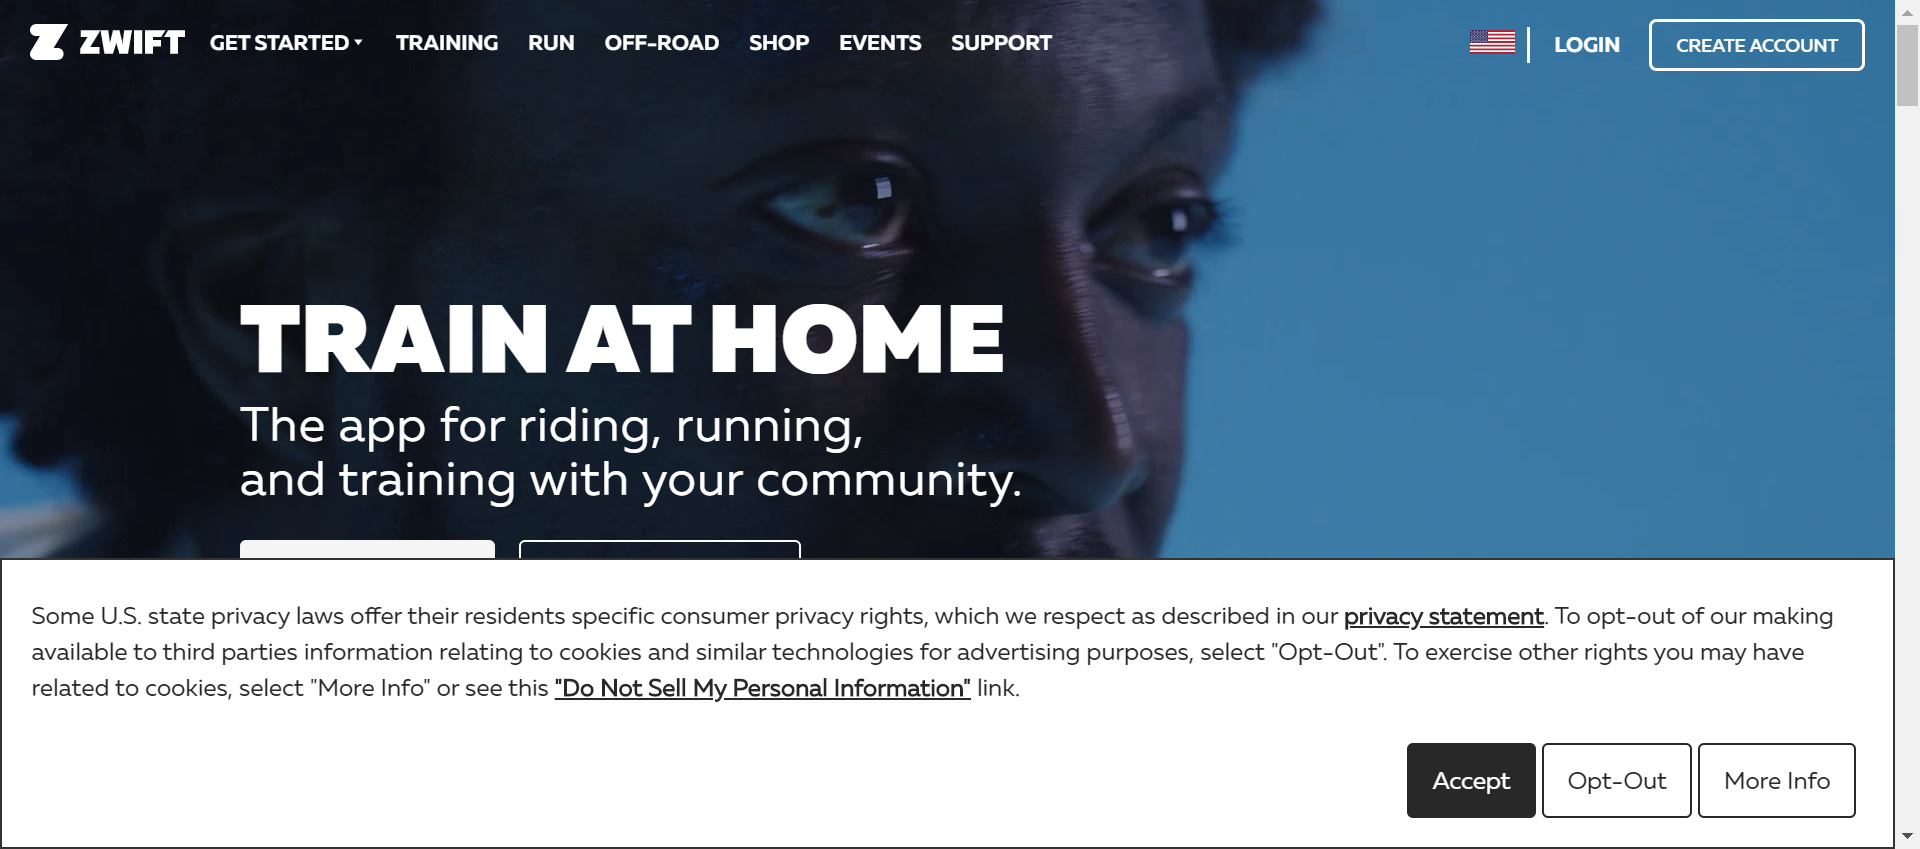 ZWIFT GET STARTED TRAINING RUN OFF-ROAD SHOP EVENTS SUPPORT LOGIN CREATE ACCOUNT
TRAIN AT HOME
The app for riding, running,
and training with your community.
Some U.S. state privacy laws offer their residents specific consumer privacy rights, which we respect as described in our privacy statement. To opt-out of our making
available to third parties information relating to cookies and similar technologies for advertising purposes, select "Opt-Out". To exercise other rights you may have
related to cookies, select "More Info" or see this "Do Not Sell My Personal Information" link.
Accept Opt-Out More Info